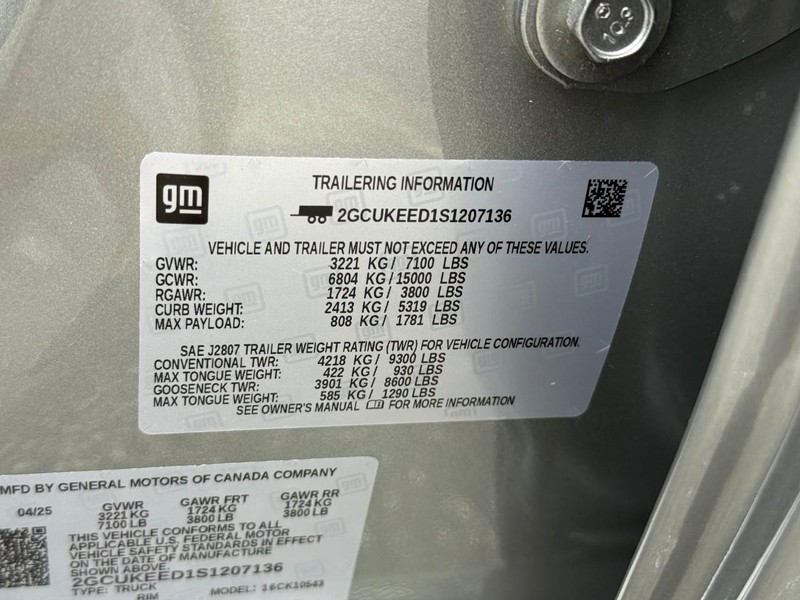 10.9
gm
TRAILERING INFORMATION
2GCUKEED1S1207136
VEHICLE AND TRAILER MUST NOT EXCEED ANY OF THESE VALUES.
GVWR: 3221 KG / 7100 LBS
GCWR: 6804 KG / 15000 LBS
RGAWR: 1724 KG / 3800 LBS
CURB WEIGHT: 2413 KG / 5319 LBS
MAX PAYLOAD: 808 KG / 1781 LBS
SAE J2807 TRAILER WEIGHT RATING (TWR) FOR VEHICLE CONFIGURATION.
CONVENTIONAL TWR: 4218 KG / 9300 LBS
MAX TONGUE WEIGHT: 422 KG / 930 LBS
GOOSENECK TWR: 3901 KG / 8600 LBS
MAX TONGUE WEIGHT: 585 KG / 1290 LBS
SEE OWNER'S MANUAL FOR MORE INFORMATION
MFD BY GENERAL MOTORS OF CANADA COMPANY
04/25 GVWR GAWR FRT GAWR RR
3221 KG 1724 KG 1724 KG
7100 LB 3800 LB 3800 LB
THIS VEHICLE CONFORMS TO ALL
APPLICABLE U.S. FEDERAL MOTOR
VEHICLE SAFETY STANDARDS IN EFFECT
ON THE DATE OF MANUFACTURE
SHOWN ABOVE.
2GCUKEED1S1207136
TYPE: TRUCK MODEL: 16CK10543
RIM